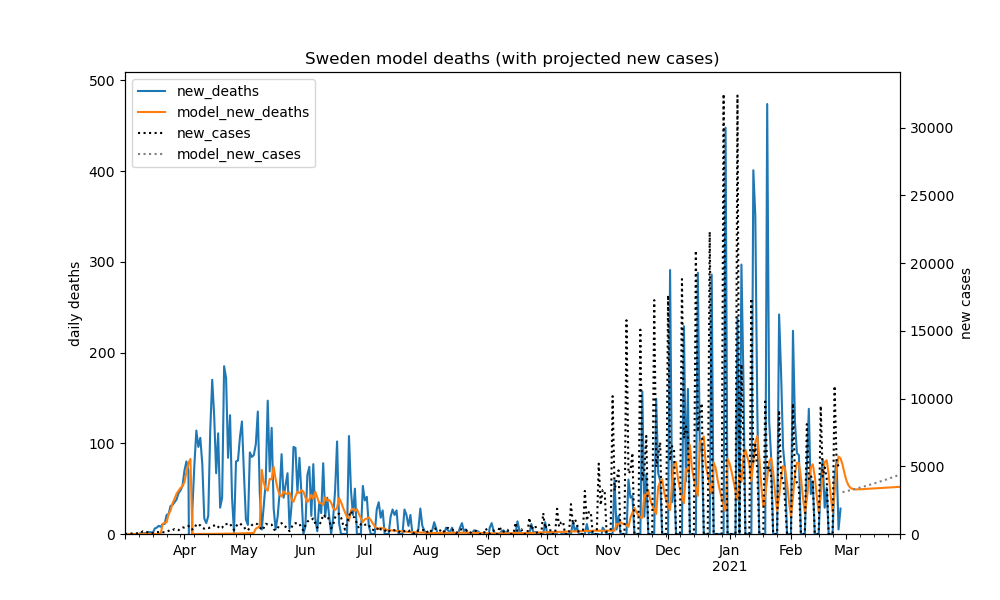 Sweden model deaths (with projected new cases)
new_deaths
model_new_deaths
new_cases
model_new_cases
daily deaths
500
400
300
200
100
0
new cases
30000
25000
20000
15000
10000
5000
0
Apr May Jun Jul Aug Sep Oct Nov Dec Jan Feb Mar
2021